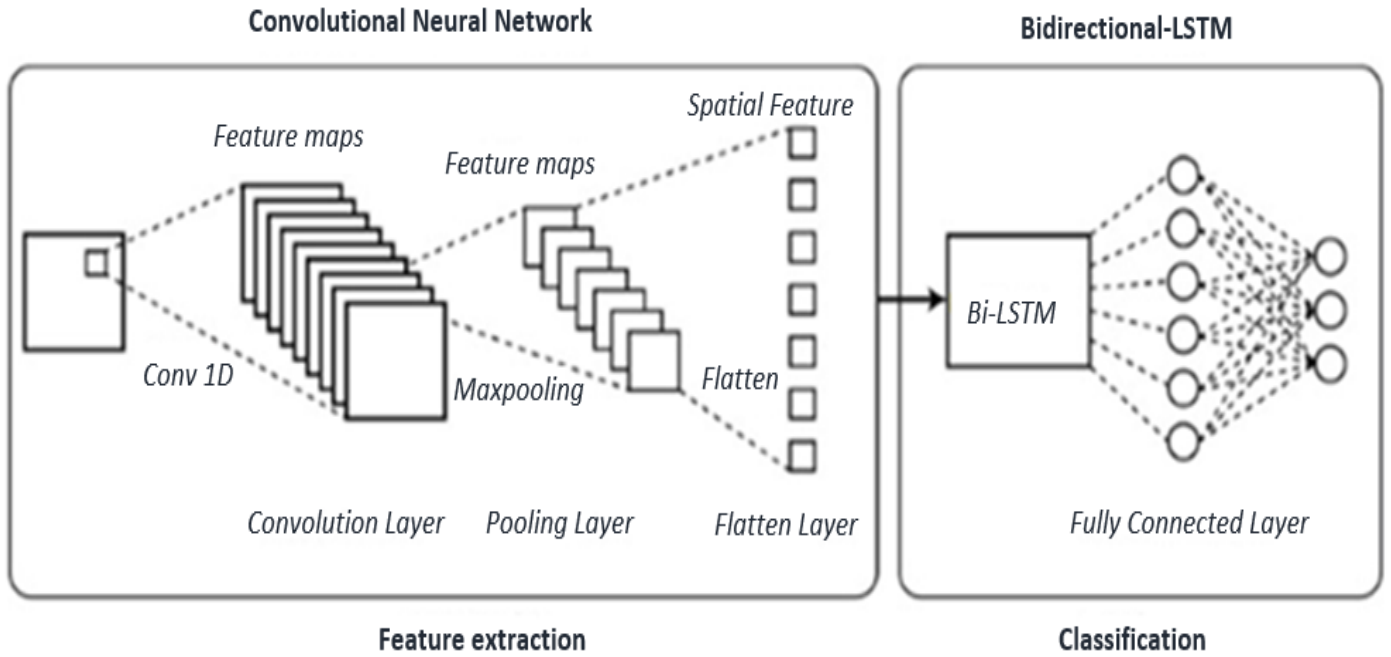 Convolutional Neural Network
Bidirectional-LSTM
Spatial Feature
Feature maps
Feature maps
Conv 1D
Maxpooling
Flatten
Bi-LSTM
Convolution Layer
Pooling Layer
Flatten Layer
Fully Connected Layer
Feature extraction
Classification